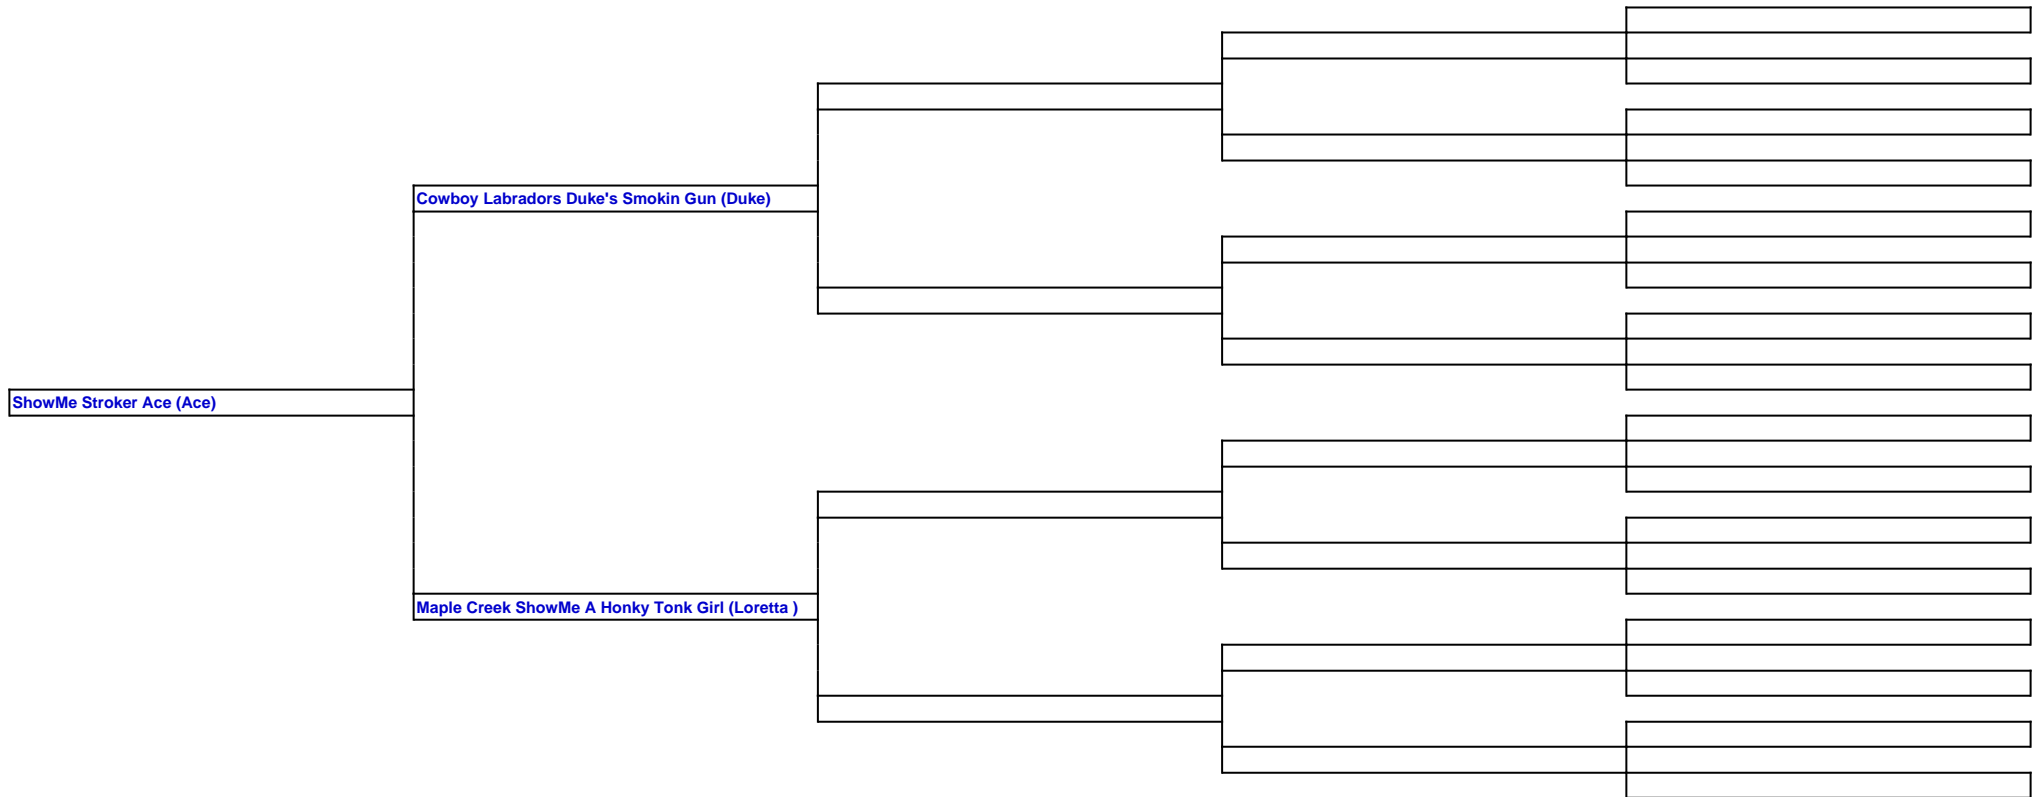 Cowboy Labradors Duke's Smokin Gun (Duke)
ShowMe Stroker Ace (Ace)
Maple Creek ShowMe A Honky Tonk Girl (Loretta )